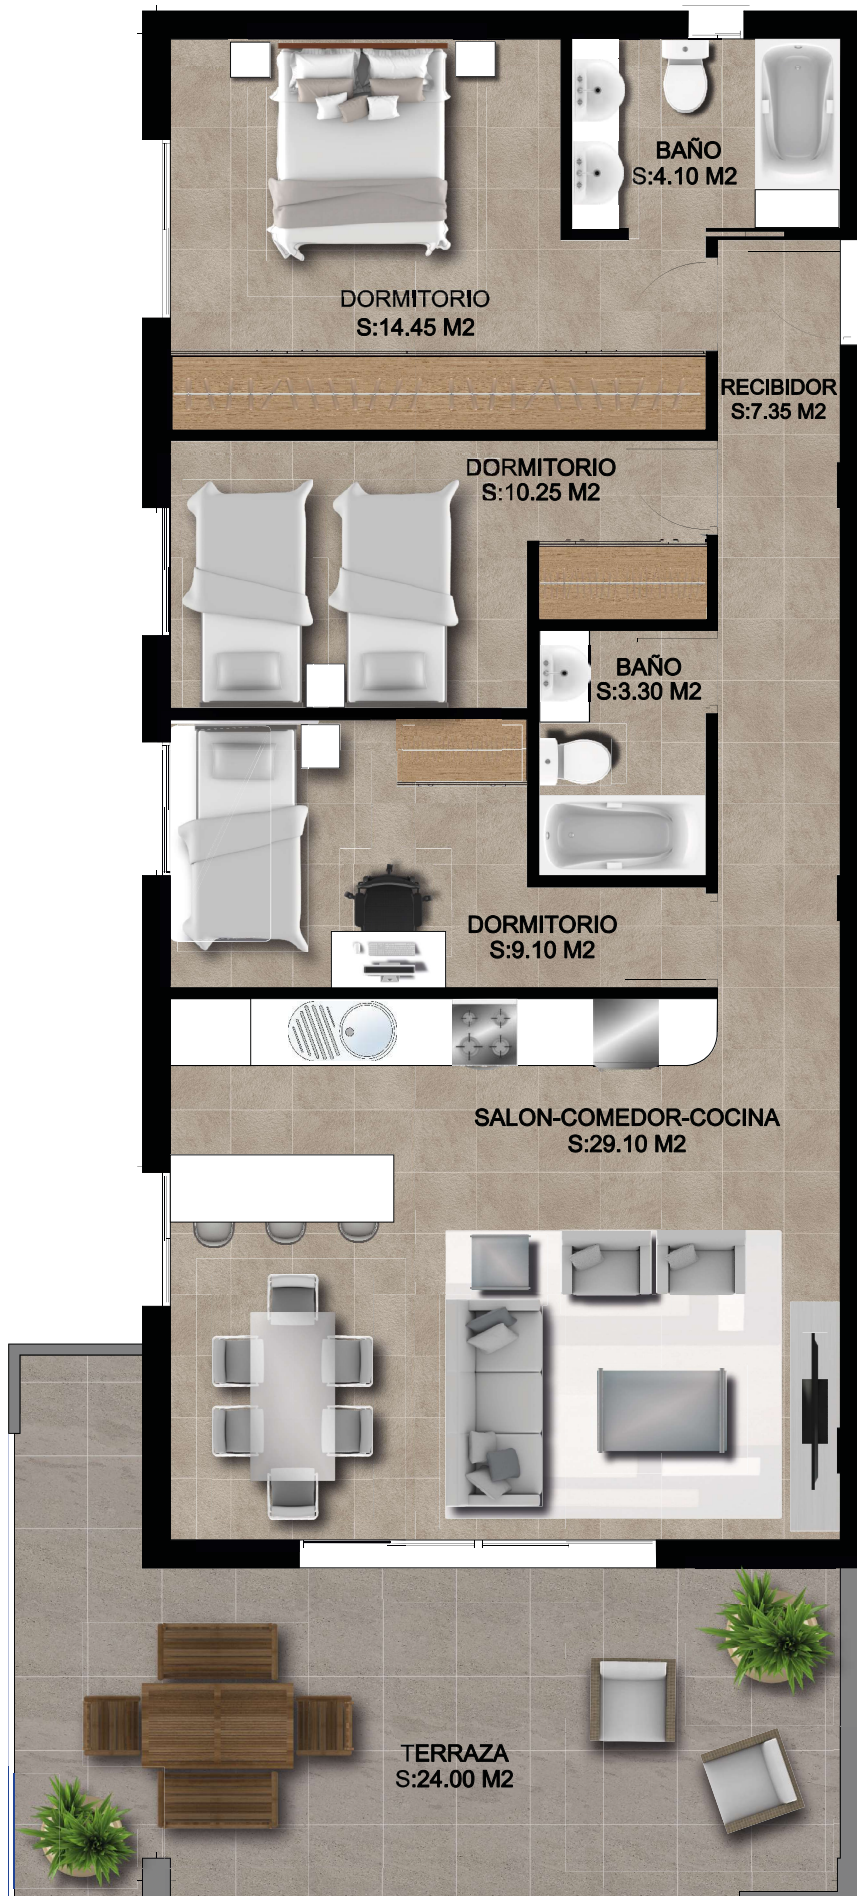 BAÑO
S:4.10 M2
DORMITORIO
S:14.45 M2
RECIBIDOR
S:7.35 M2
DORMITORIO
S:10.25 M2
BAÑO
S:3.30 M2
DORMITORIO
S:9.10 M2
SALON-COMEDOR-COCINA
S:29.10 M2
TERRAZA
S:24.00 M2